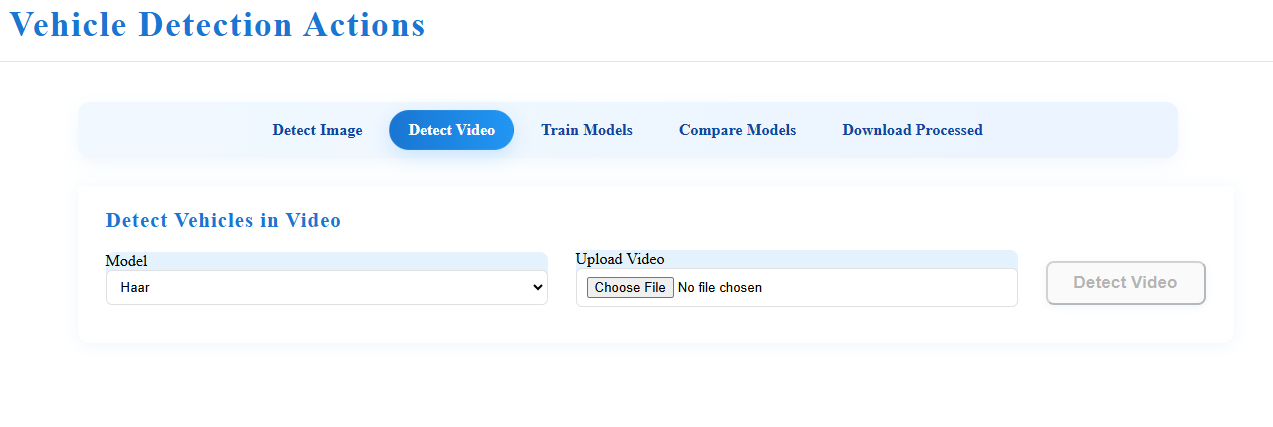 Vehicle Detection Actions
Detect Image Detect Video Train Models Compare Models Download Processed
Detect Vehicles in Video
Model Upload Video
Haar Choose File No file chosen Detect Video